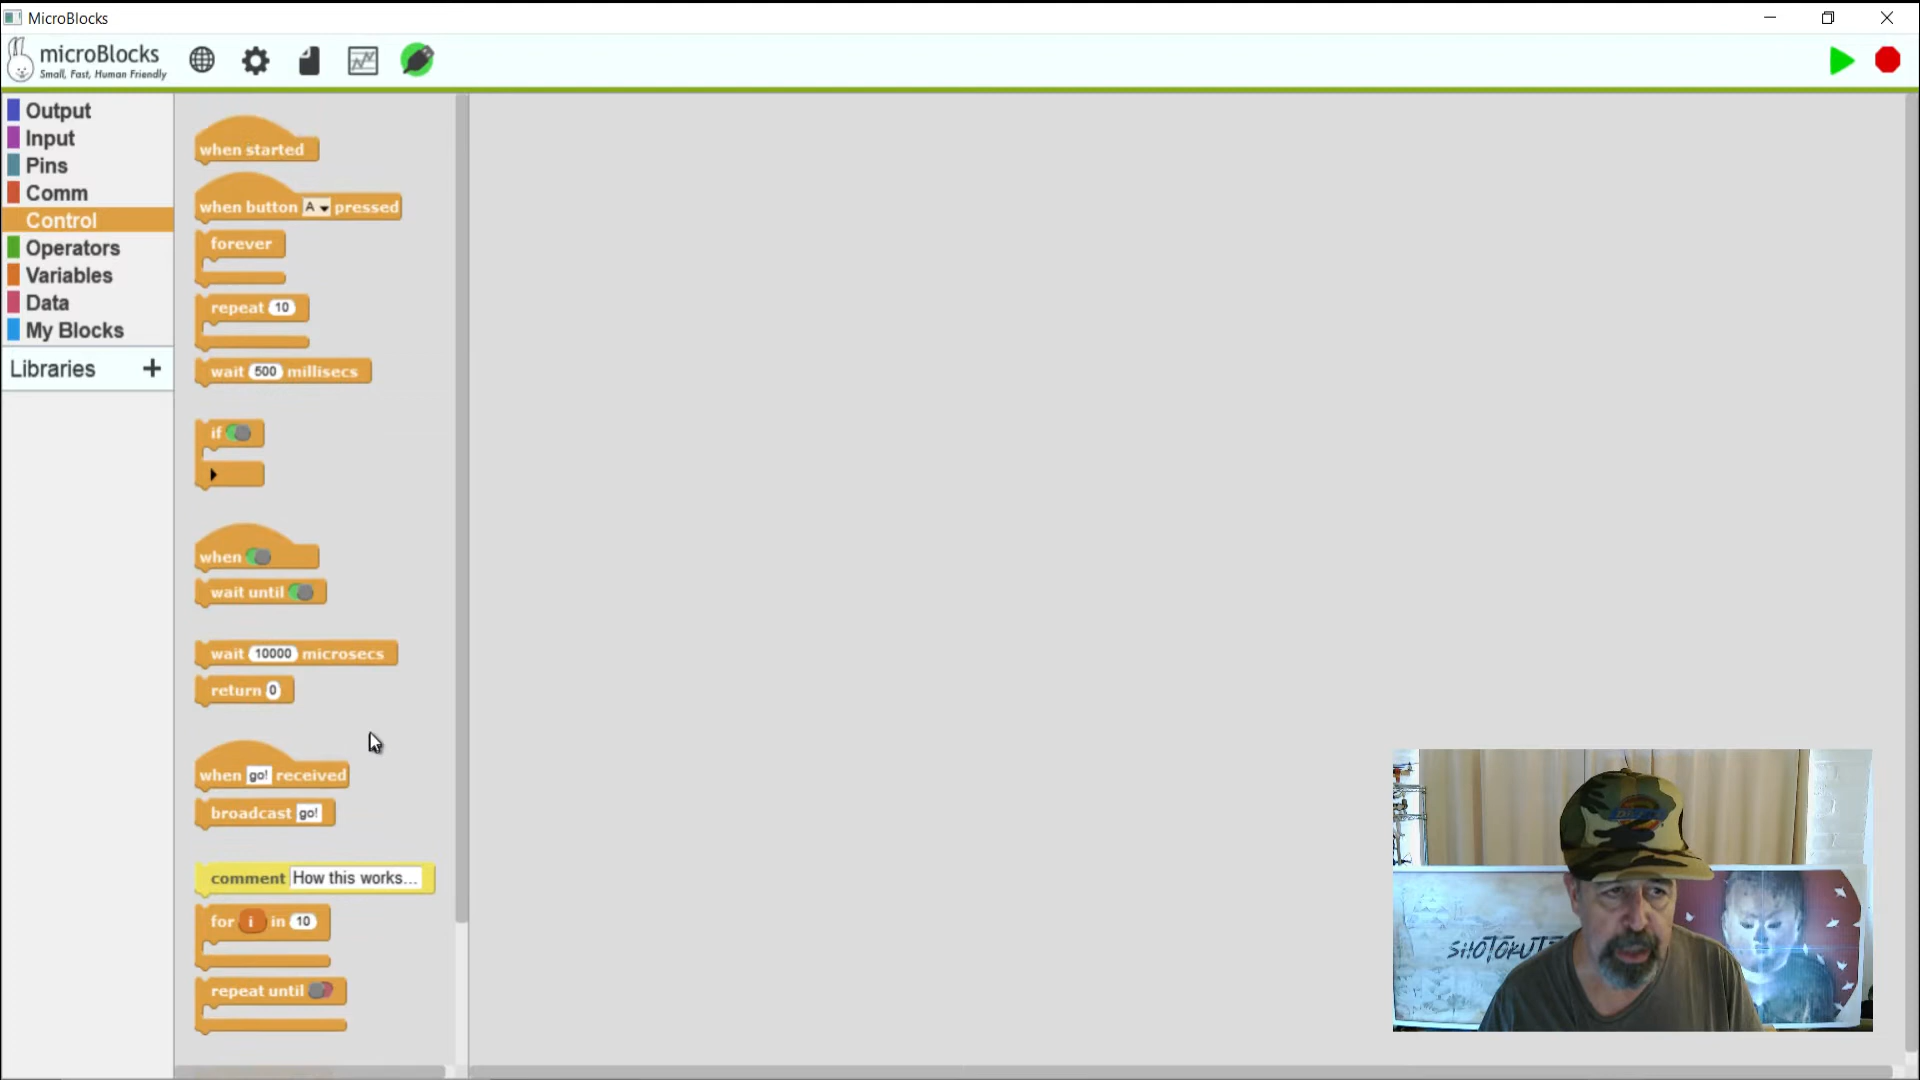 MicroBlocks
microBlocks
Small, Fast, Human Friendly
Output
Input
Pins
Comm
Control
Operators
Variables
Data
My Blocks
Libraries +
when started
when button A pressed
forever
repeat 10
wait 500 millisecs
if
when
wait until
wait 10000 microsecs
return 0
when go! received
broadcast go!
comment How this works...
for i in 10
repeat until